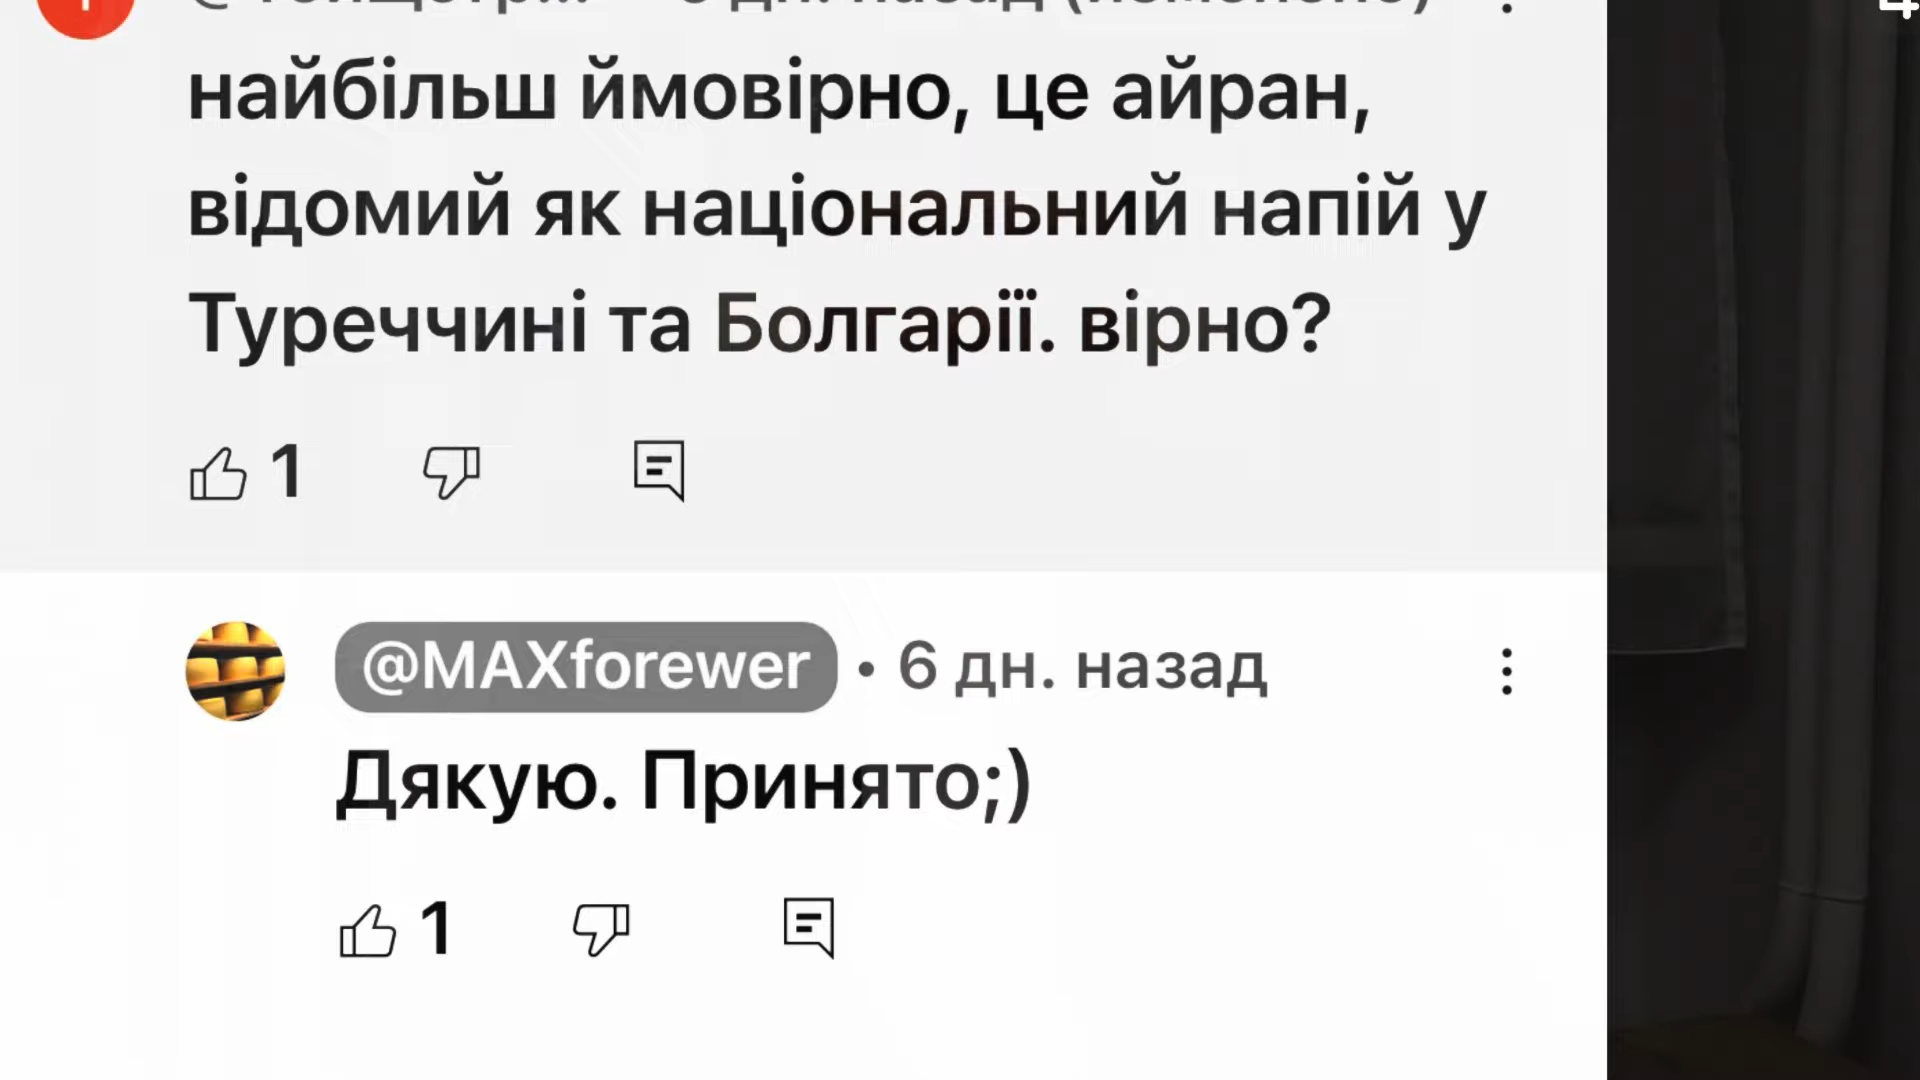 найбільш ймовірно, це айран,
відомий як національний напій у
Туреччині та Болгарії. вірно?
1
@MAXforewer • 6 дн. назад
Дякую. Принято;)
1